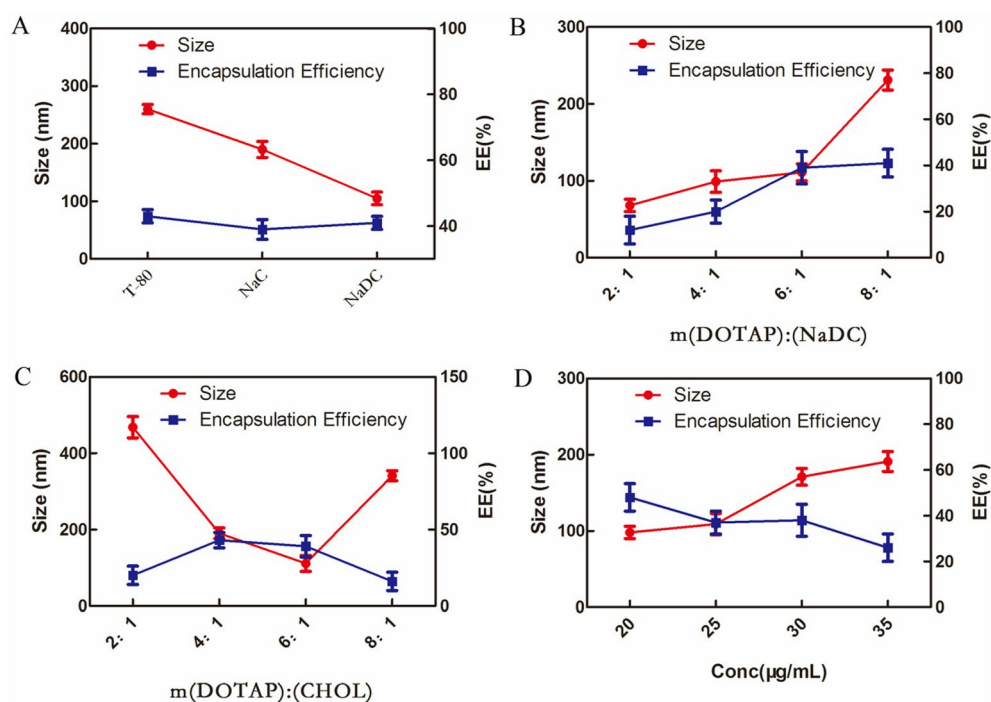 A
Size
Encapsulation Efficiency
Size (nm)
EE(%)
400
300
200
100
0
100
80
60
40
T-80
NaC
NaDC
B
Size
Encapsulation Efficiency
Size (nm)
EE(%)
300
200
100
0
100
80
60
40
20
0
2: 1
4: 1
6: 1
8: 1
m(DOTAP):(NaDC)
C
Size
Encapsulation Efficiency
Size (nm)
EE(%)
600
400
200
0
150
100
50
0
2: 1
4: 1
6: 1
8: 1
m(DOTAP):(CHOL)
D
Size
Encapsulation Efficiency
Size (nm)
EE(%)
300
200
100
0
100
80
60
40
20
0
20
25
30
35
Conc(μg/mL)